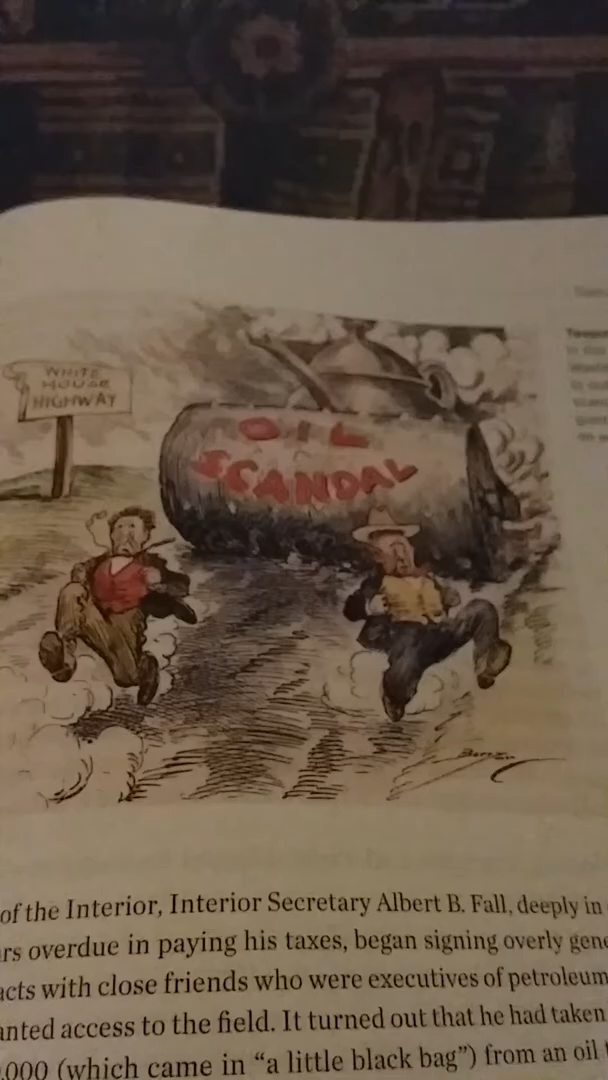 WHITE
HOUSE
HIGHWAY
OIL
SCANDAL
of the Interior, Interior Secretary Albert B. Fall, deeply in
rs overdue in paying his taxes, began signing overly gene
acts with close friends who were executives of petroleum
anted access to the field. It turned out that he had taken
,000 (which came in “a little black bag”) from an oil